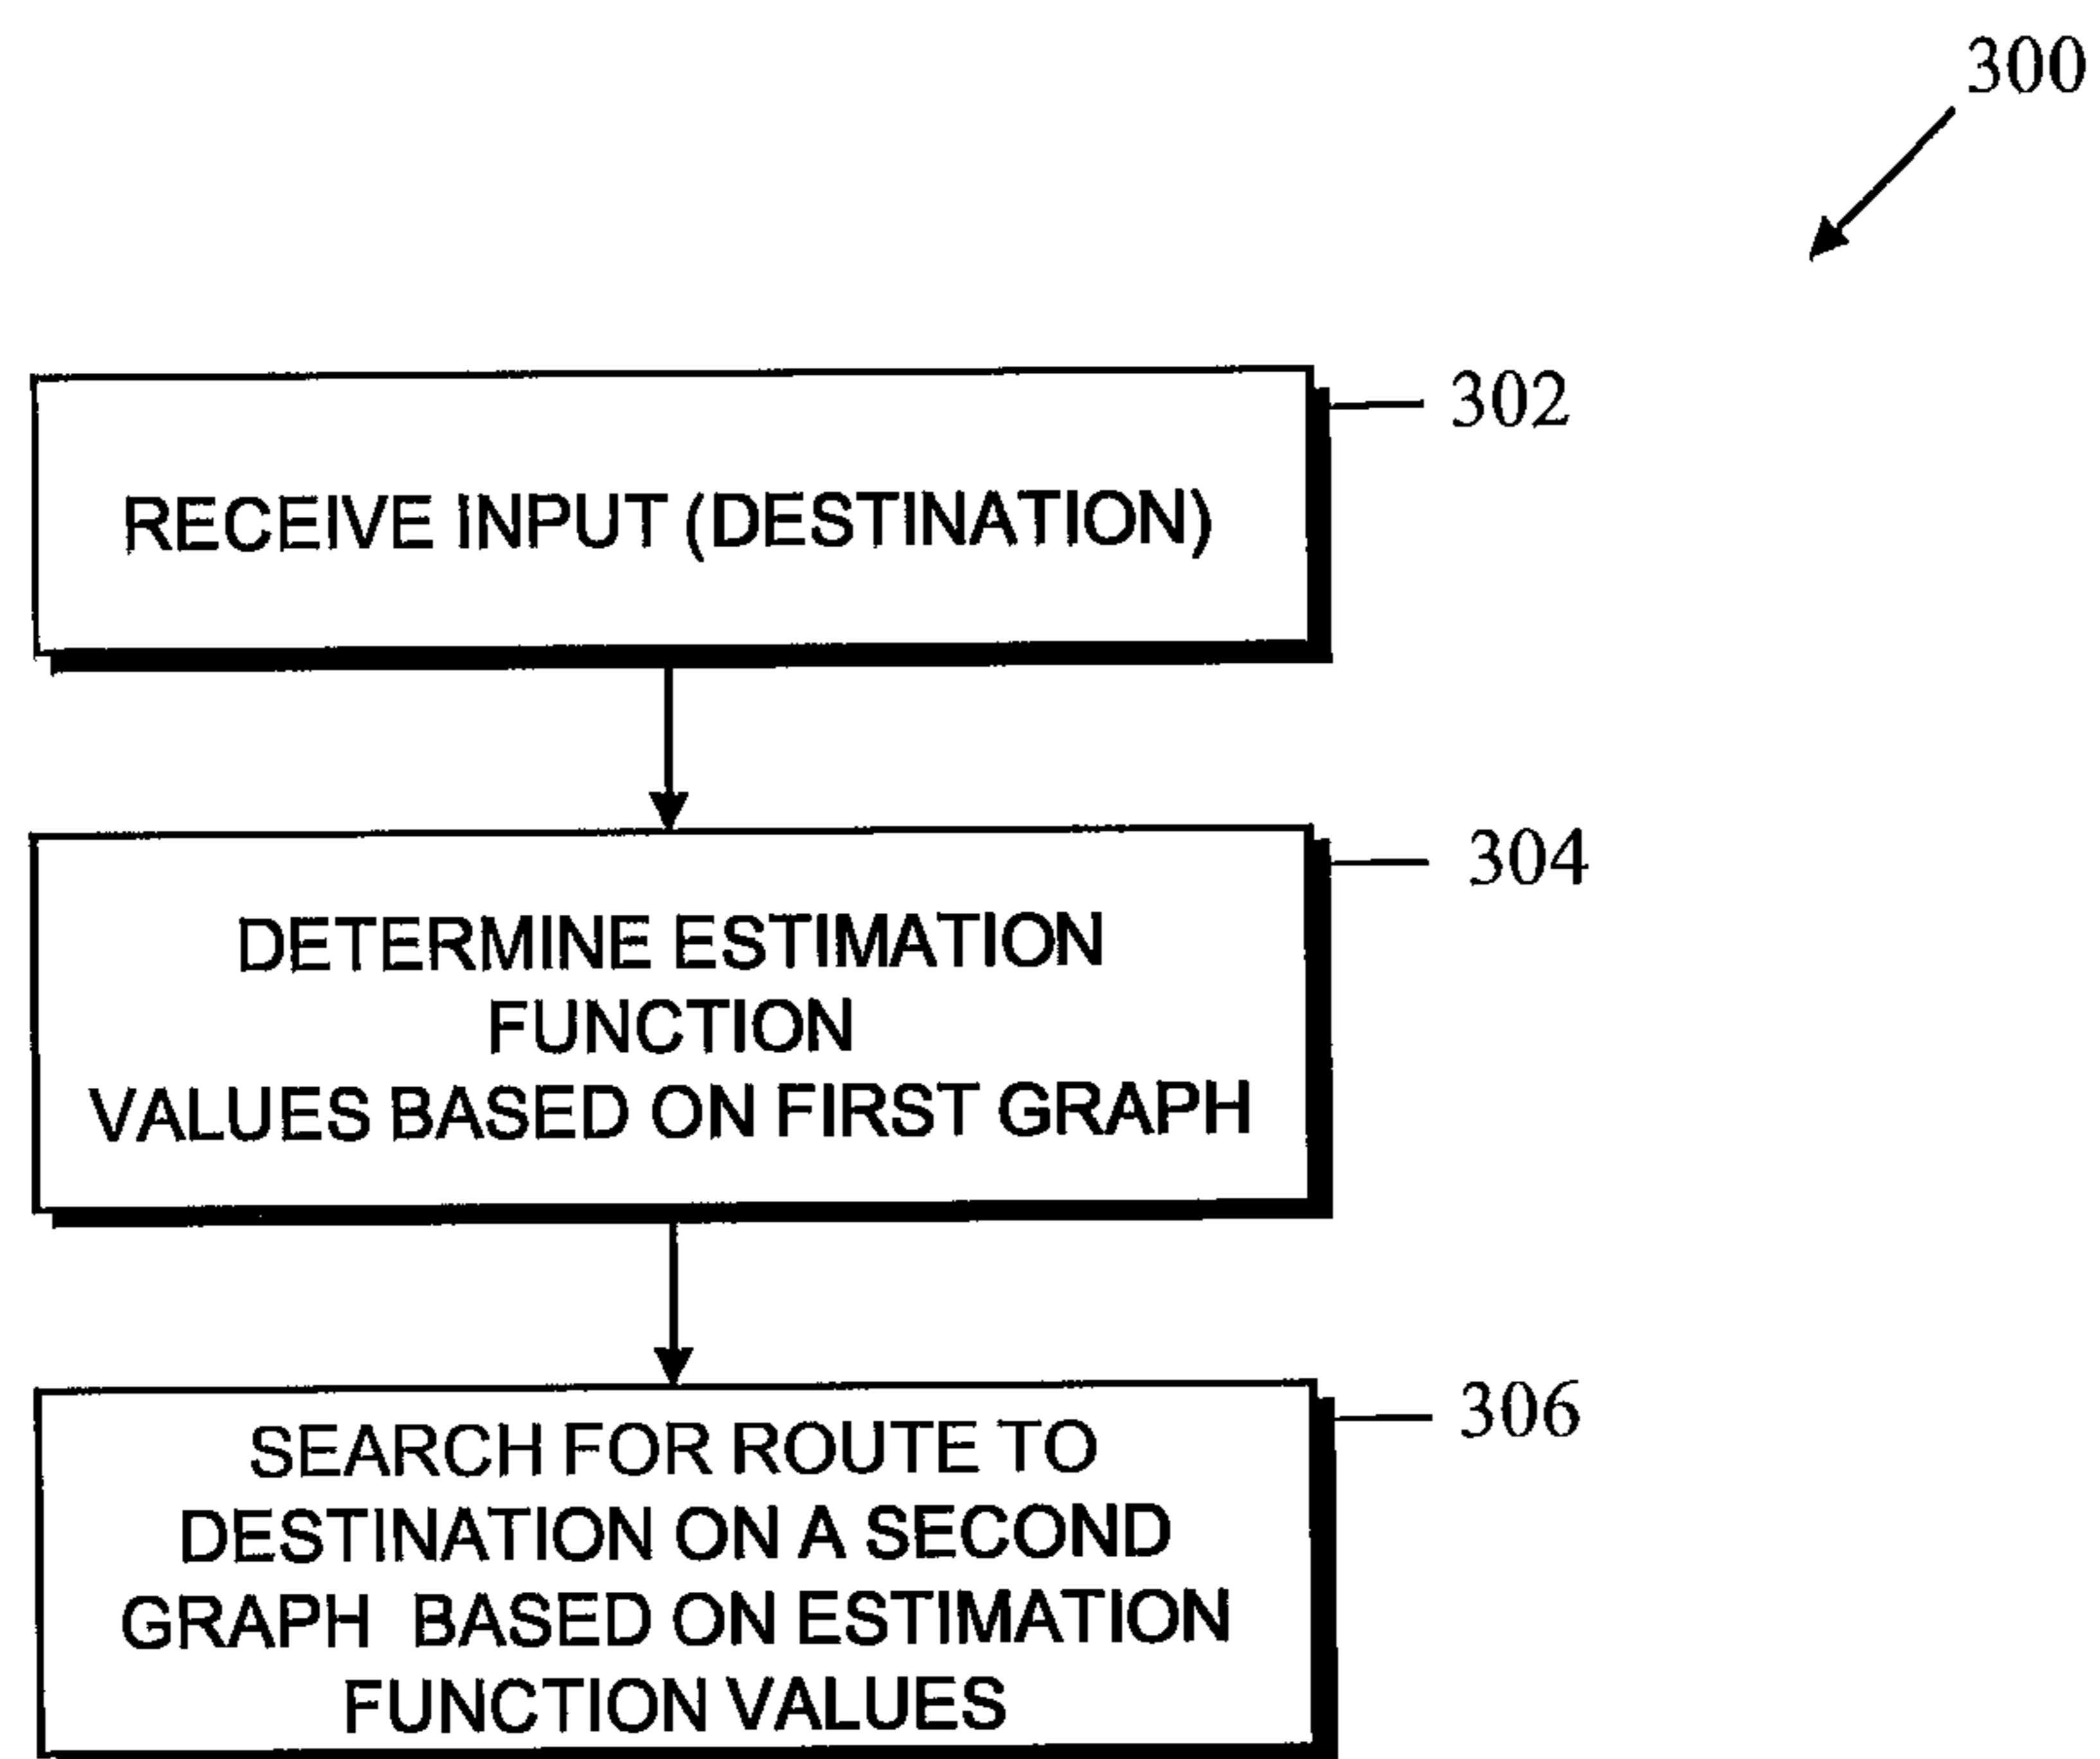 300
302
RECEIVE INPUT (DESTINATION)
304
DETERMINE ESTIMATION
FUNCTION
VALUES BASED ON FIRST GRAPH
306
SEARCH FOR ROUTE TO
DESTINATION ON A SECOND
GRAPH BASED ON ESTIMATION
FUNCTION VALUES